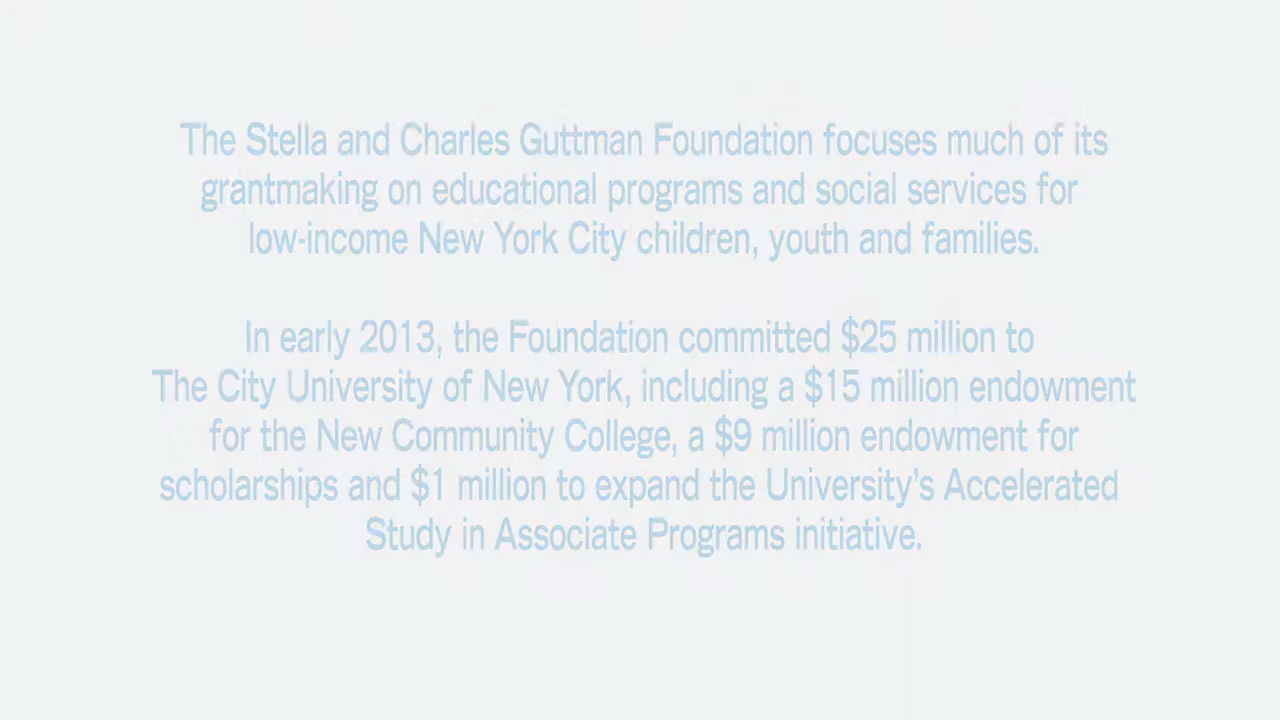 The Stella and Charles Guttman Foundation focuses much of its
grantmaking on educational programs and social services for
low-income New York City children, youth and families.
In early 2013, the Foundation committed $25 million to
The City University of New York, including a $15 million endowment
for the New Community College, a $9 million endowment for
scholarships and $1 million to expand the University’s Accelerated
Study in Associate Programs initiative.